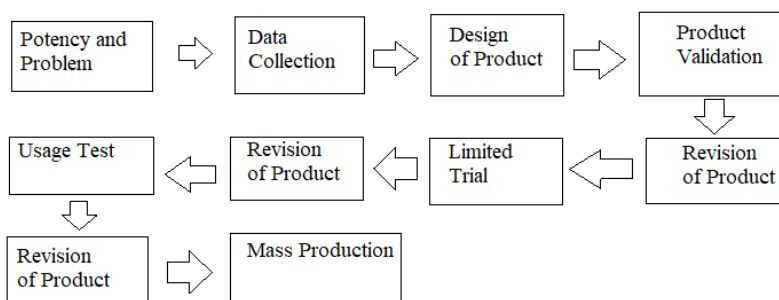 Potency and
Problem
Data
Collection
Design
of Product
Product
Validation
Revision
of Product
Limited
Trial
Revision
of Product
Usage Test
Revision
of Product
Mass Production